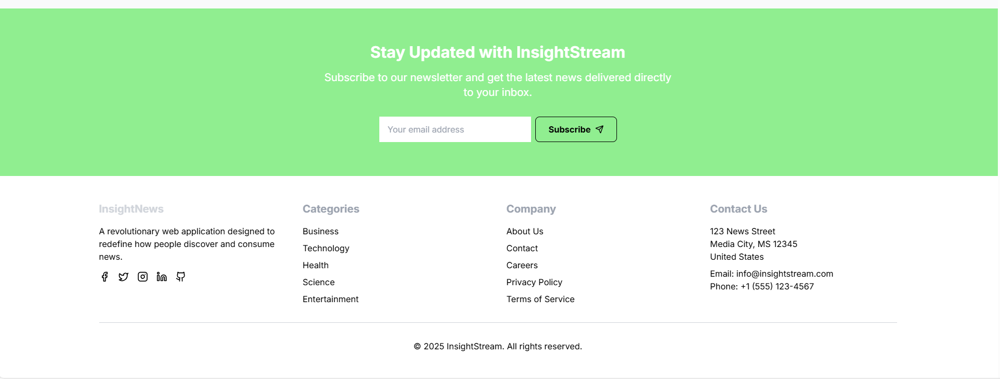 Stay Updated with InsightStream
Subscribe to our newsletter and get the latest news delivered directly
to your inbox.
Your email address
Subscribe
InsightNews
A revolutionary web application designed to
redefine how people discover and consume
news.
Categories
Business
Technology
Health
Science
Entertainment
Company
About Us
Contact
Careers
Privacy Policy
Terms of Service
Contact Us
123 News Street
Media City, MS 12345
United States
Email: info@insightstream.com
Phone: +1 (555) 123-4567
© 2025 InsightStream. All rights reserved.